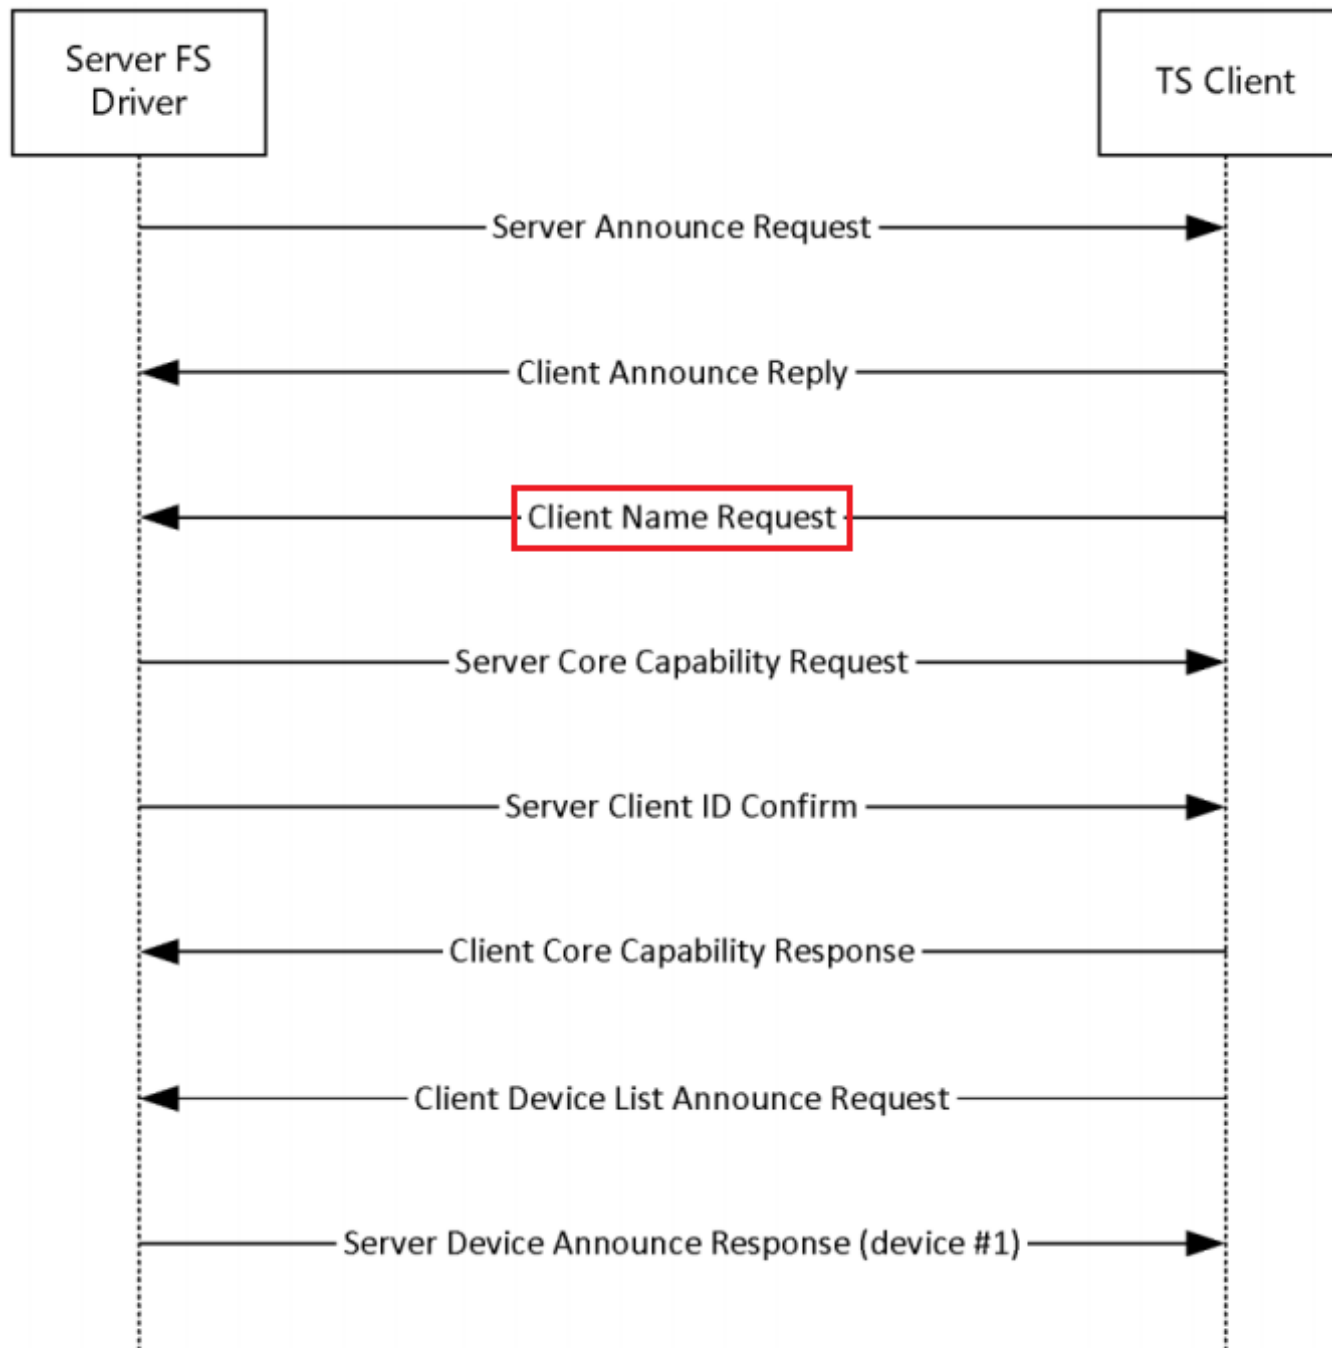 Server FS
Driver
TS Client
Server Announce Request
Client Announce Reply
Client Name Request
Server Core Capability Request
Server Client ID Confirm
Client Core Capability Response
Client Device List Announce Request
Server Device Announce Response (device #1)